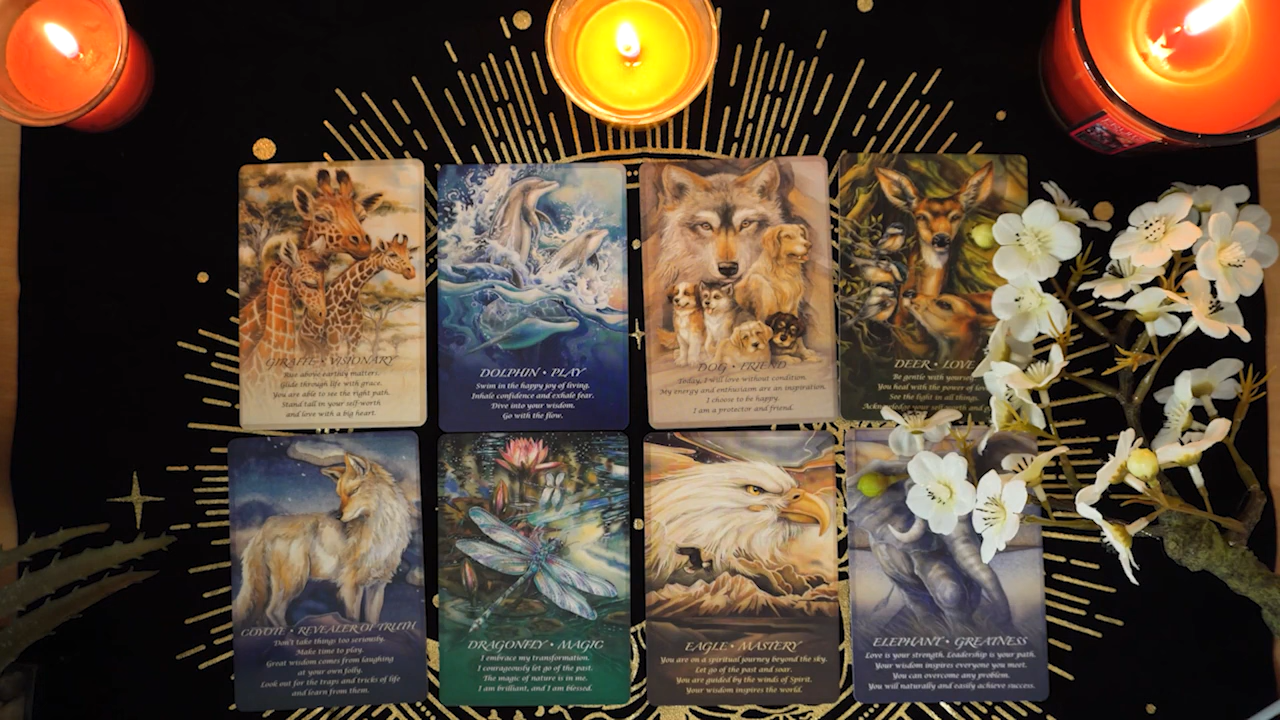 GIRAFFE • VISIONARY
Rise above earthly matters.
Glide through life with grace.
You are able to see the right path.
Stand tall in your self-worth
and love with a big heart.
DOLPHIN • PLAY
Swim in the happy joy of living.
Inhale confidence and exhale fear.
Dive into your wisdom.
Go with the flow.
DOG • FRIEND
Today, I will love without condition.
My energy and enthusiasm are an inspiration.
I choose to be happy.
I am a protector and friend.
DEER • LOVE
Be gentle with yourself
You heal with the power of
See the light in all things.
Acknowledge your self-worth and
COYOTE • REVEALER OF TRUTH
Don't take things too seriously.
Make time to play.
Great wisdom comes from laughing
at your own folly.
Look out for the traps and tricks of life
and learn from them.
DRAGONFLY • MAGIC
I embrace my transformation.
I courageously let go of the past.
The magic of nature is in me.
I am brilliant, and I am blessed.
EAGLE • MASTERY
You are on a spiritual journey beyond the sky.
Let go of the past and soar.
You are guided by the winds of Spirit.
Your wisdom inspires the world.
ELEPHANT • GREATNESS
Love is your strength. Leadership is your path.
Your wisdom inspires everyone you meet.
You can overcome any problem.
You will naturally and easily achieve success.